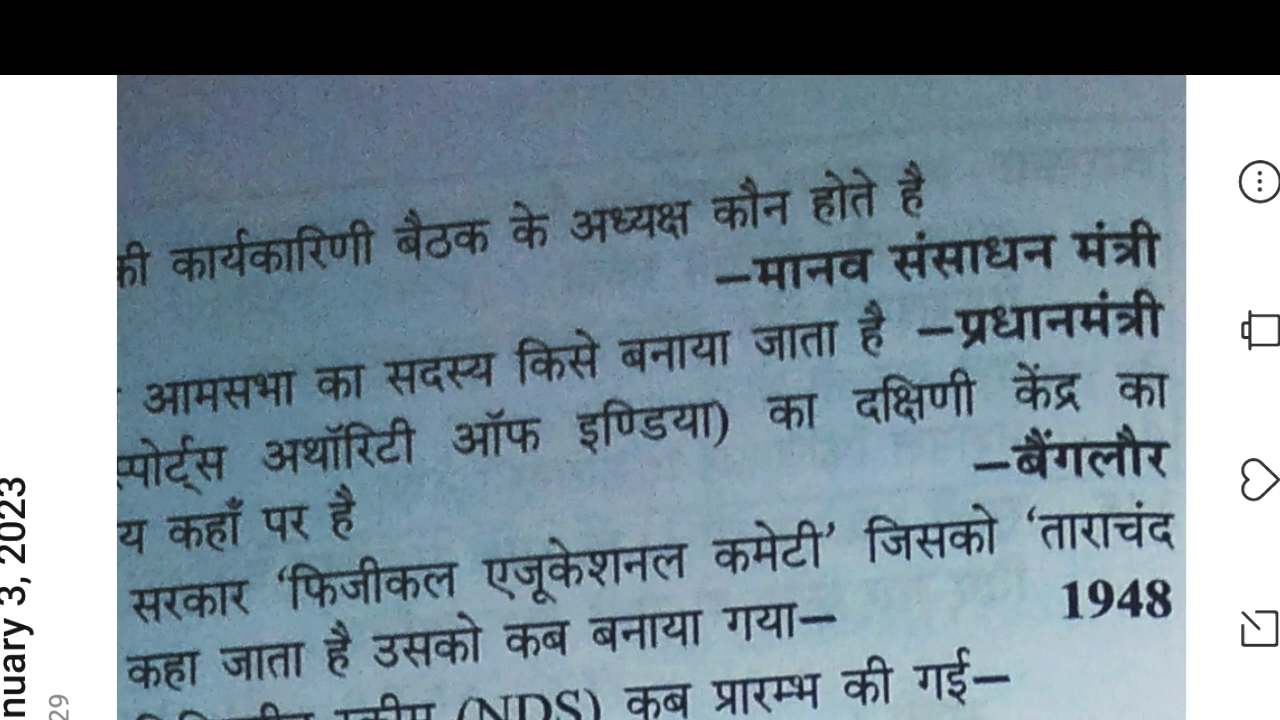 की कार्यकारिणी बैठक के अध्यक्ष कौन होते है
–मानव संसाधन मंत्री
आमसभा का सदस्य किसे बनाया जाता है –प्रधानमंत्री
स्पोर्ट्स अथॉरिटी ऑफ इण्डिया) का दक्षिणी केंद्र का
–बैंगलौर
य कहाँ पर है
सरकार ‘फिजीकल एजूकेशनल कमेटी’ जिसको ‘ताराचंद
1948
कहा जाता है उसको कब बनाया गया–
(NDS) कब प्रारम्भ की गई–
nuary 3, 2023
29